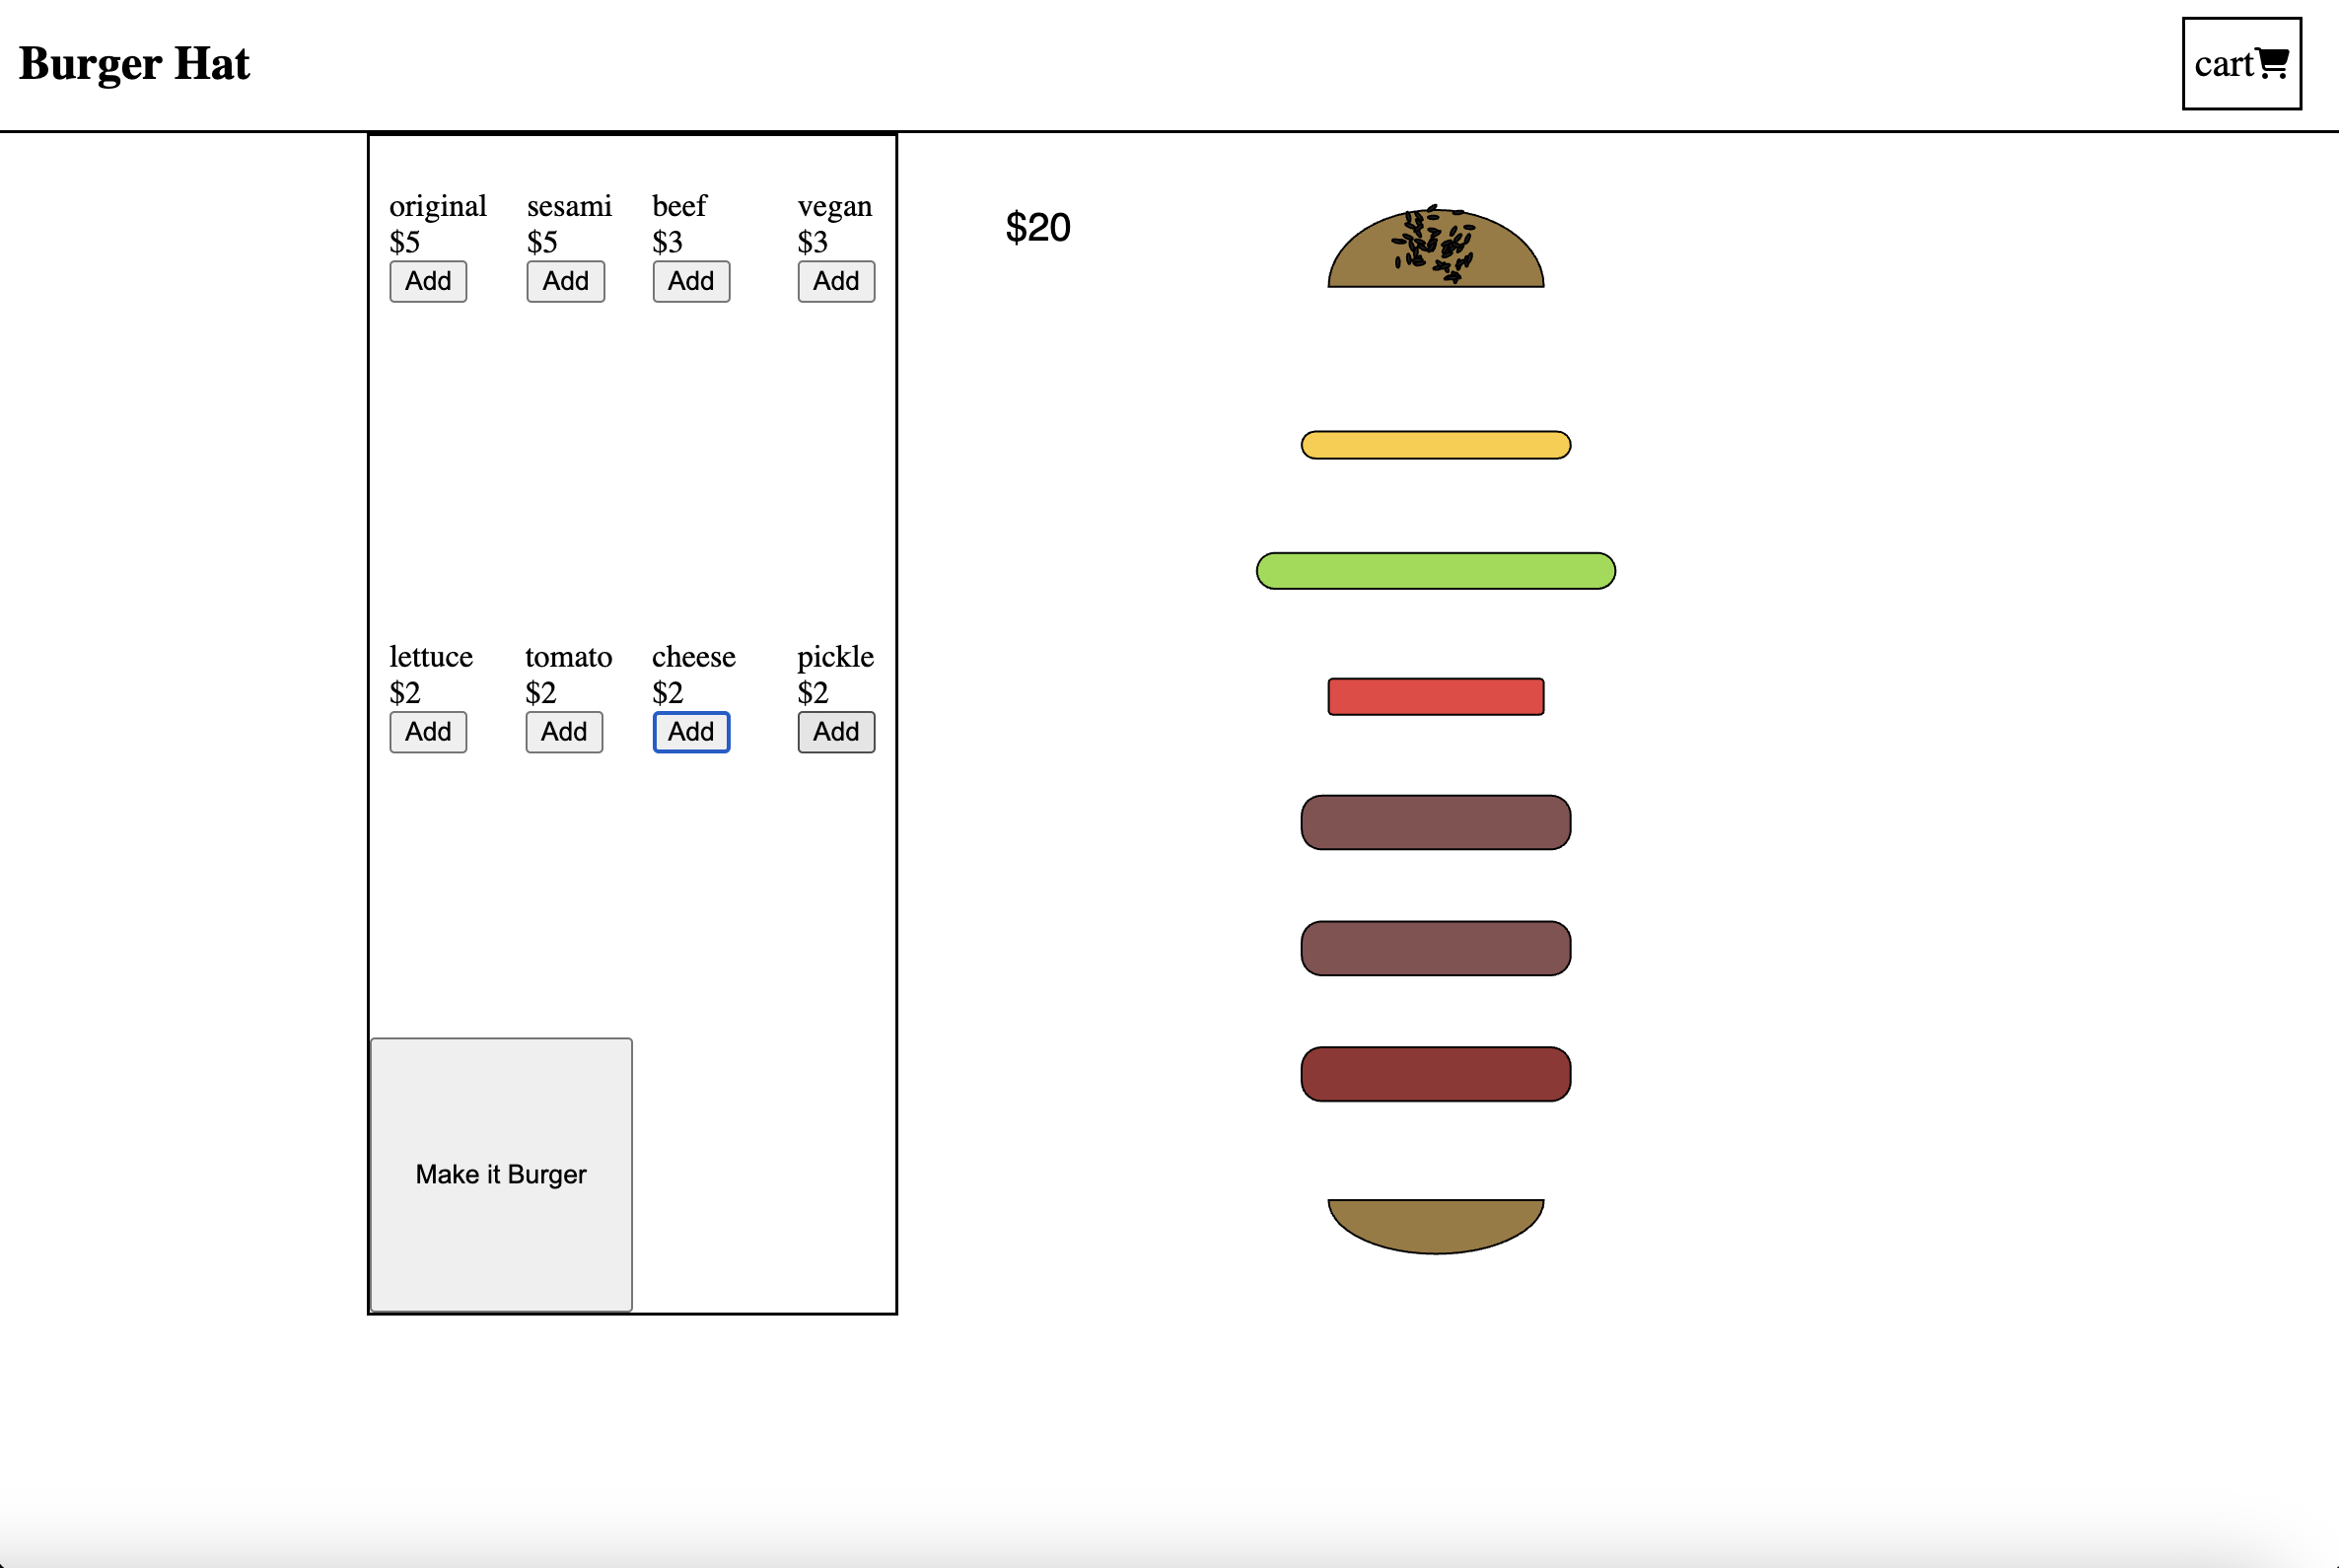 Burger Hat
cart
original sesami beef vegan
$5 $5 $3 $3
Add Add Add Add
$20
lettuce tomato cheese pickle
$2 $2 $2 $2
Add Add Add Add
Make it Burger